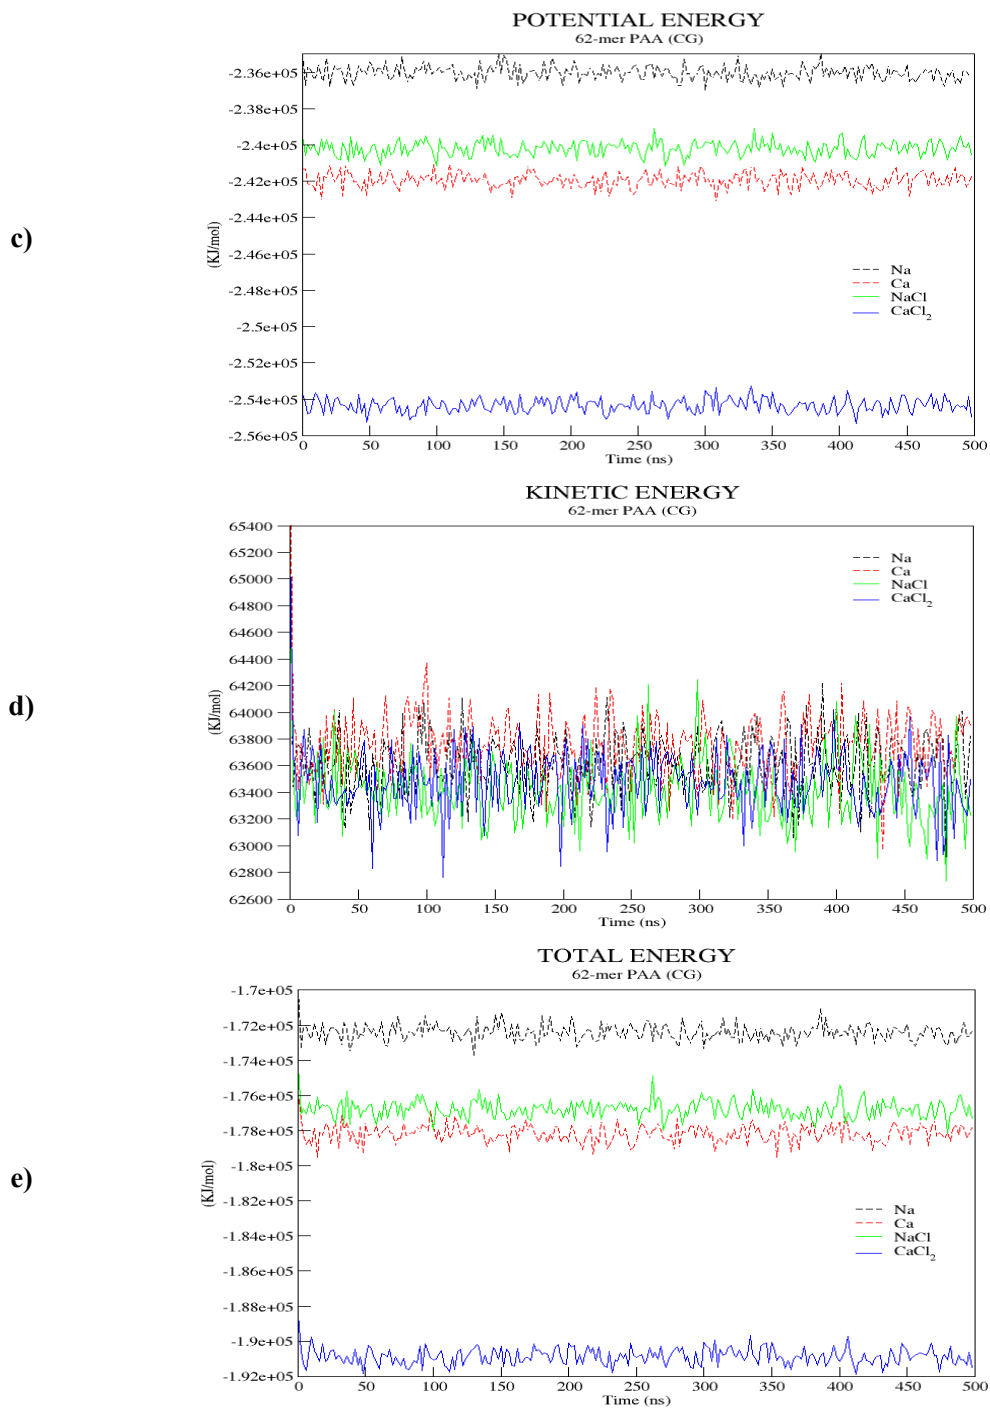 c)
POTENTIAL ENERGY
62-mer PAA (CG)
-2.36e+05
-2.38e+05
-2.4e+05
-2.42e+05
-2.44e+05
-2.46e+05
-2.48e+05
-2.5e+05
-2.52e+05
-2.54e+05
-2.56e+05
(KJ/mol)
Na
Ca
NaCl
CaCl2
0 50 100 150 200 250 300 350 400 450 500
Time (ns)
d)
KINETIC ENERGY
62-mer PAA (CG)
65400
65200
65000
64800
64600
64400
64200
64000
63800
63600
63400
63200
63000
62800
62600
(KJ/mol)
Na
Ca
NaCl
CaCl2
0 50 100 150 200 250 300 350 400 450 500
Time (ns)
e)
TOTAL ENERGY
62-mer PAA (CG)
-1.7e+05
-1.72e+05
-1.74e+05
-1.76e+05
-1.78e+05
-1.8e+05
-1.82e+05
-1.84e+05
-1.86e+05
-1.88e+05
-1.9e+05
-1.92e+05
(KJ/mol)
Na
Ca
NaCl
CaCl2
0 50 100 150 200 250 300 350 400 450 500
Time (ns)